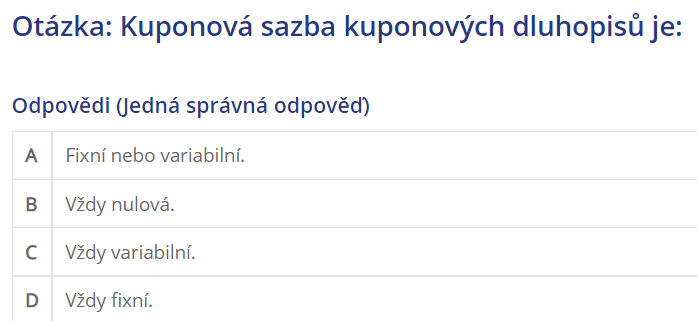 Otázka: Kuponová sazba kuponových dluhopisů je:
Odpovědi (Jedná správná odpověď)
A Fixní nebo variabilní.
B Vždy nulová.
C Vždy variabilní.
D Vždy fixní.